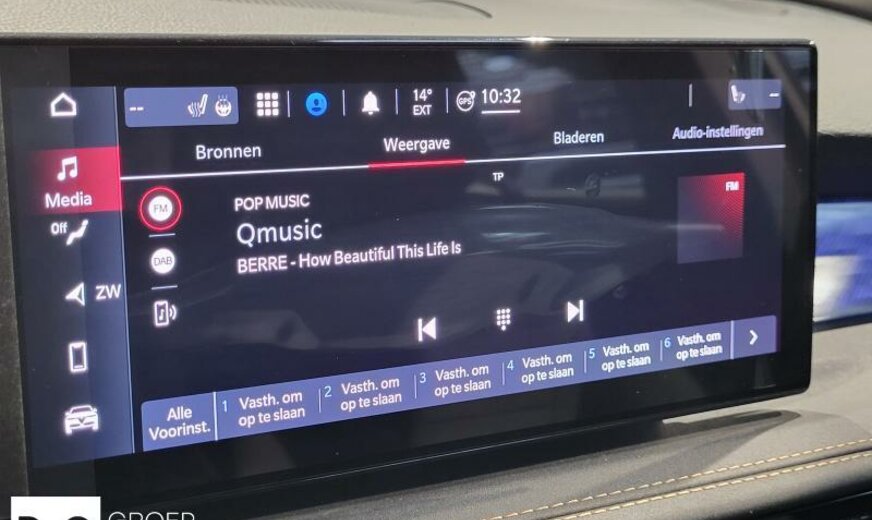 -- 14° EXT GPS 10:32 –
Bronnen Weergave Bladeren Audio-instellingen
TP
Media
Off
ZW
FM
DAB
POP MUSIC
Qmusic
BERRE - How Beautiful This Life Is
FM
Alle Voorinst.
1 Vasth. om op te slaan
2 Vasth. om op te slaan
3 Vasth. om op te slaan
4 Vasth. om op te slaan
5 Vasth. om op te slaan
6 Vasth. om op te slaan
GROEP